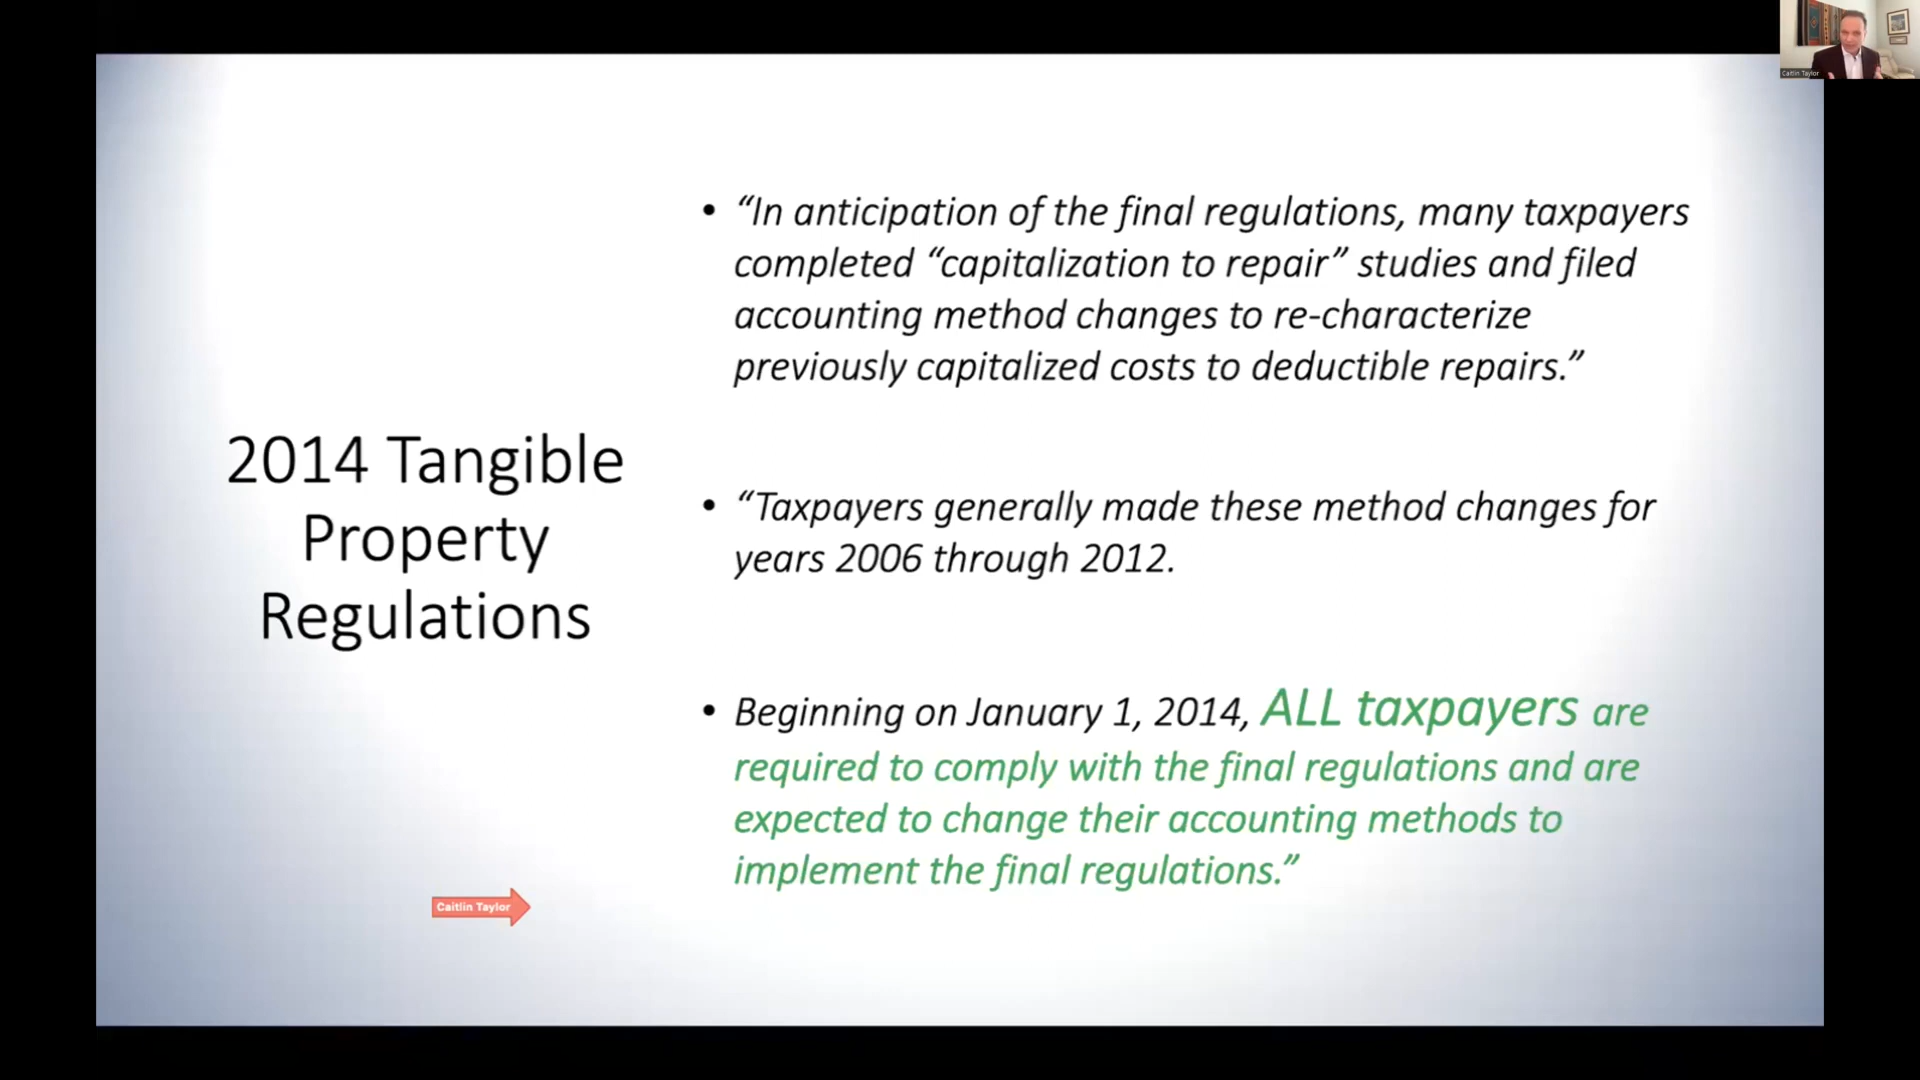 Caitlin Taylor
• “In anticipation of the final regulations, many taxpayers
completed “capitalization to repair” studies and filed
accounting method changes to re-characterize
previously capitalized costs to deductible repairs.”
2014 Tangible
Property
Regulations
• “Taxpayers generally made these method changes for
years 2006 through 2012.
• Beginning on January 1, 2014, ALL taxpayers are
required to comply with the final regulations and are
expected to change their accounting methods to
implement the final regulations.”
Caitlin Taylor